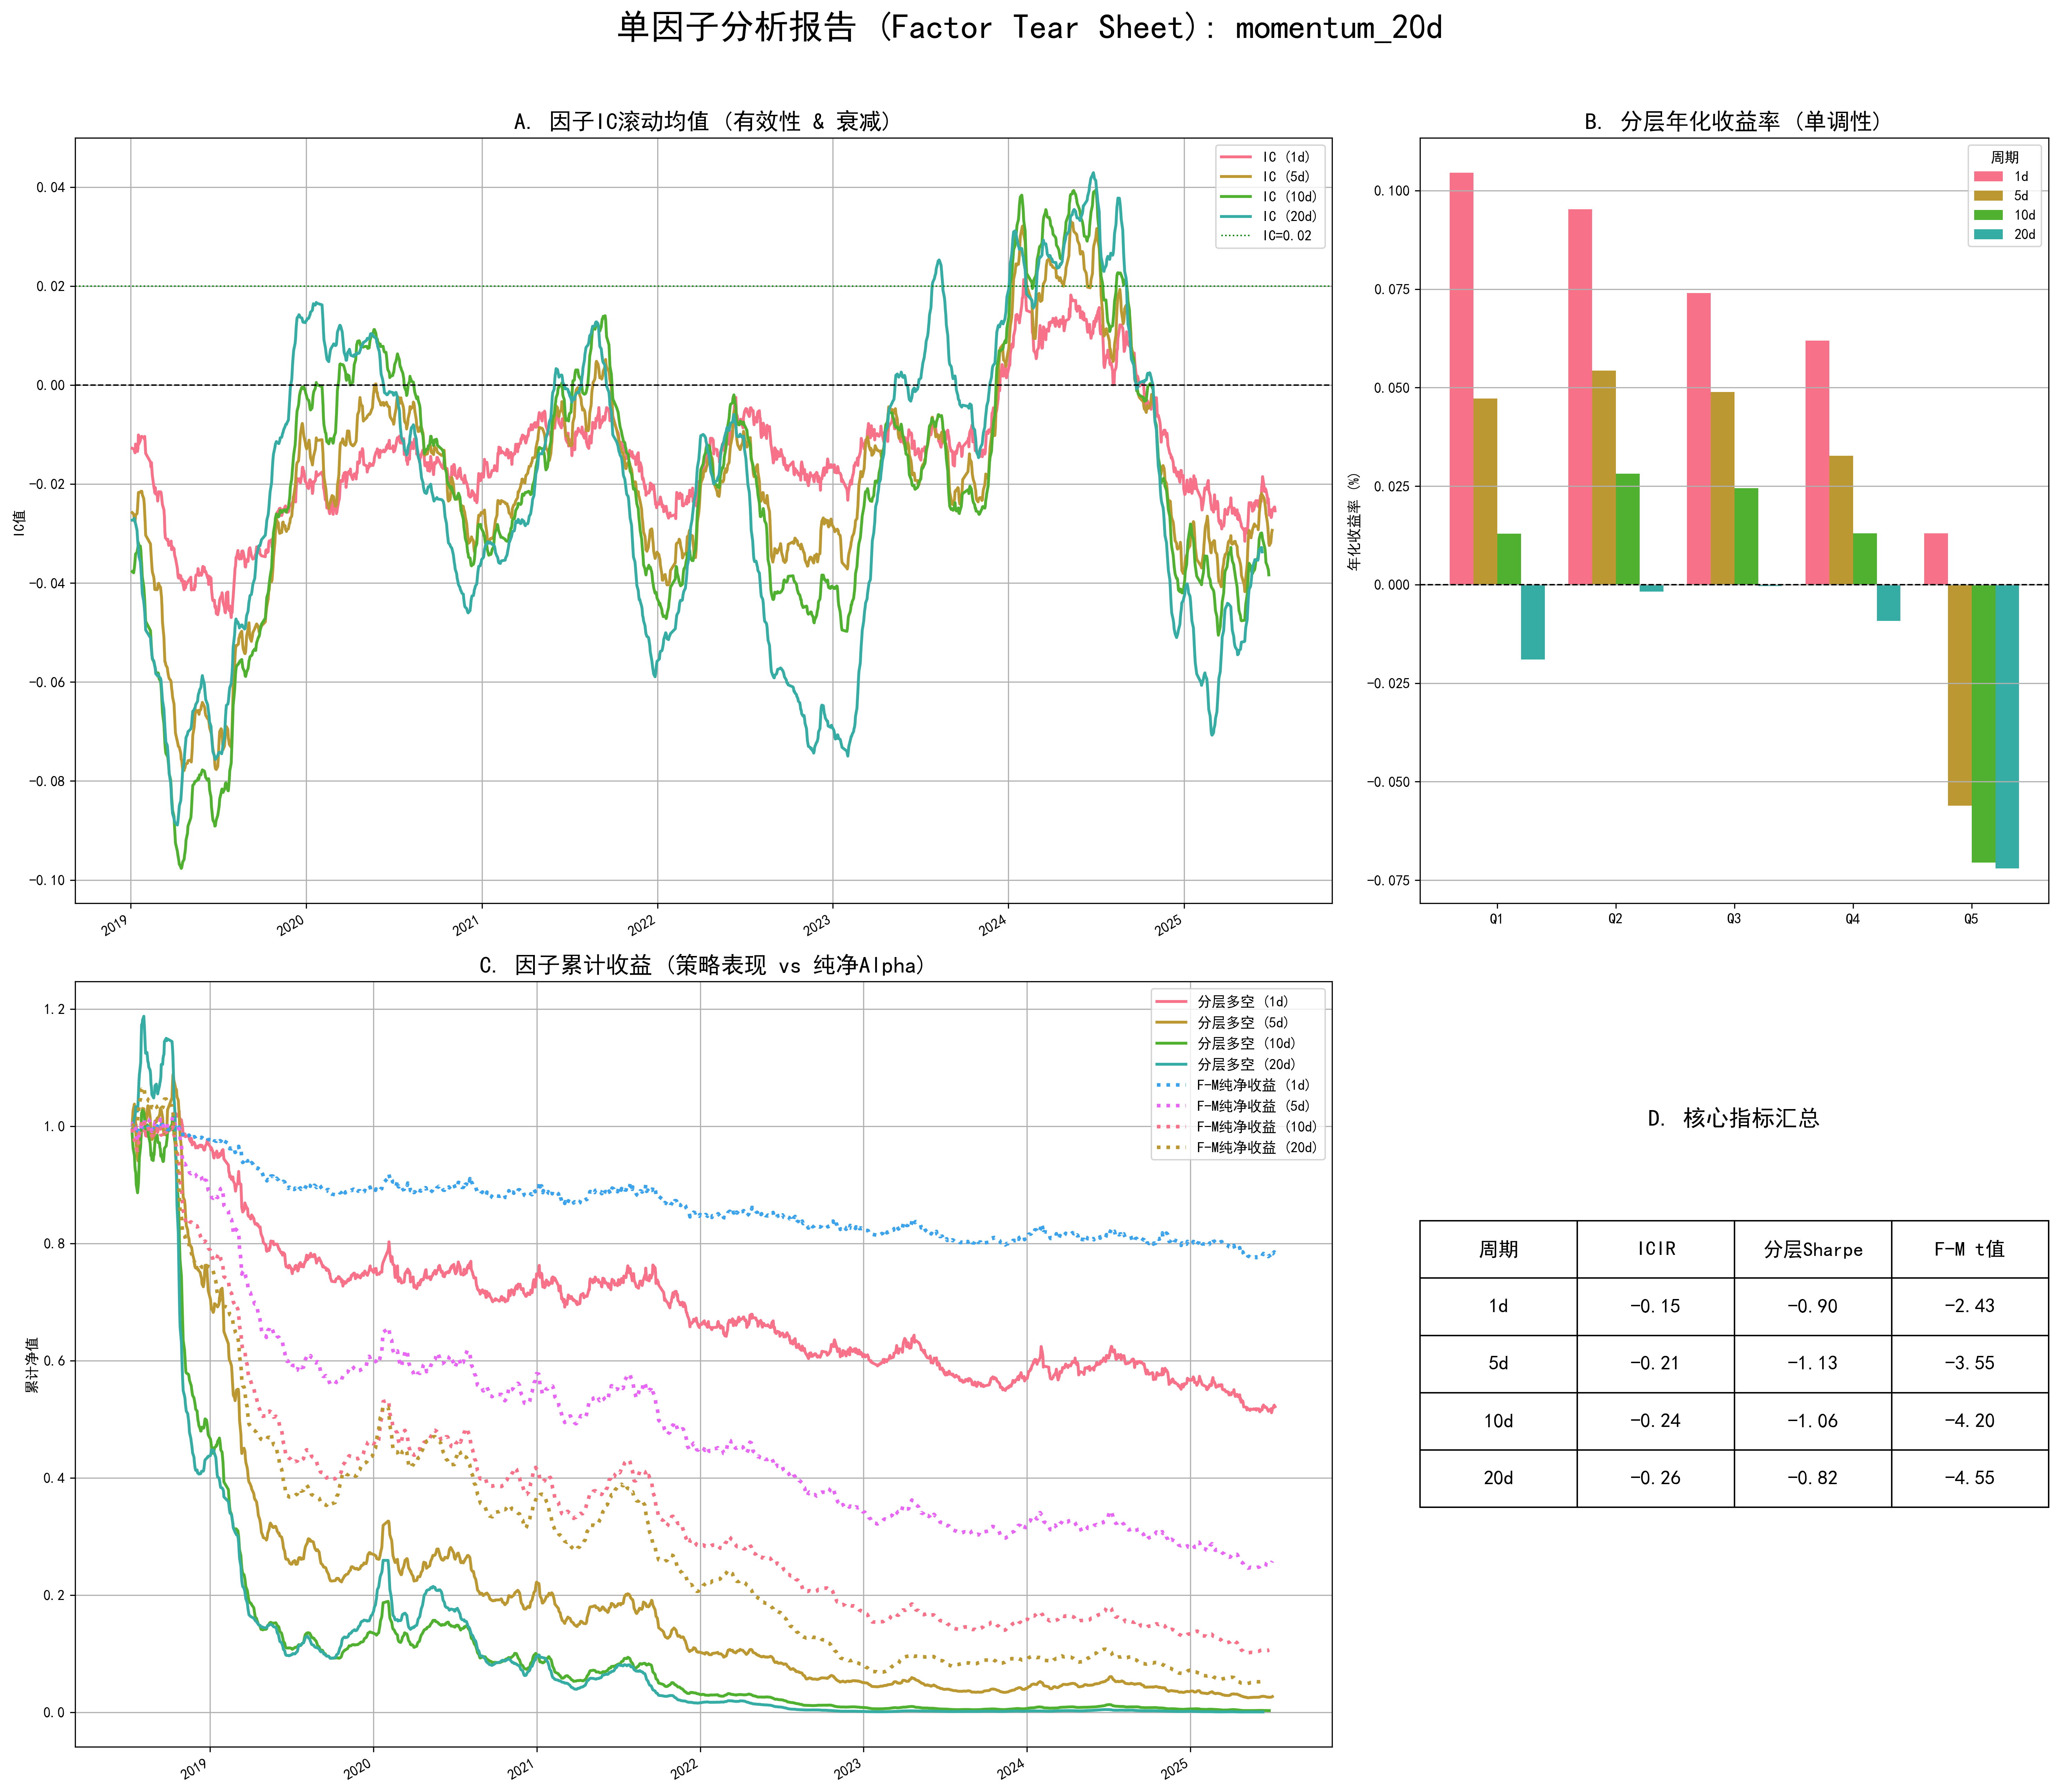 单因子分析报告 (Factor Tear Sheet): momentum_20d
A. 因子IC滚动均值 (有效性 & 衰减)
IC值
0.04
0.02
0.00
-0.02
-0.04
-0.06
-0.08
-0.10
2019
2020
2021
2022
2023
2024
2025
IC (1d)
IC (5d)
IC (10d)
IC (20d)
IC=0.02
B. 分层年化收益率 (单调性)
年化收益率 (%)
0.100
0.075
0.050
0.025
0.000
-0.025
-0.050
-0.075
Q1
Q2
Q3
Q4
Q5
周期
1d
5d
10d
20d
C. 因子累计收益 (策略表现 vs 纯净Alpha)
累计净值
1.2
1.0
0.8
0.6
0.4
0.2
0.0
2019
2020
2021
2022
2023
2024
2025
分层多空 (1d)
分层多空 (5d)
分层多空 (10d)
分层多空 (20d)
F-M纯净收益 (1d)
F-M纯净收益 (5d)
F-M纯净收益 (10d)
F-M纯净收益 (20d)
D. 核心指标汇总
周期 ICIR 分层Sharpe F-M t值
1d -0.15 -0.90 -2.43
5d -0.21 -1.13 -3.55
10d -0.24 -1.06 -4.20
20d -0.26 -0.82 -4.55